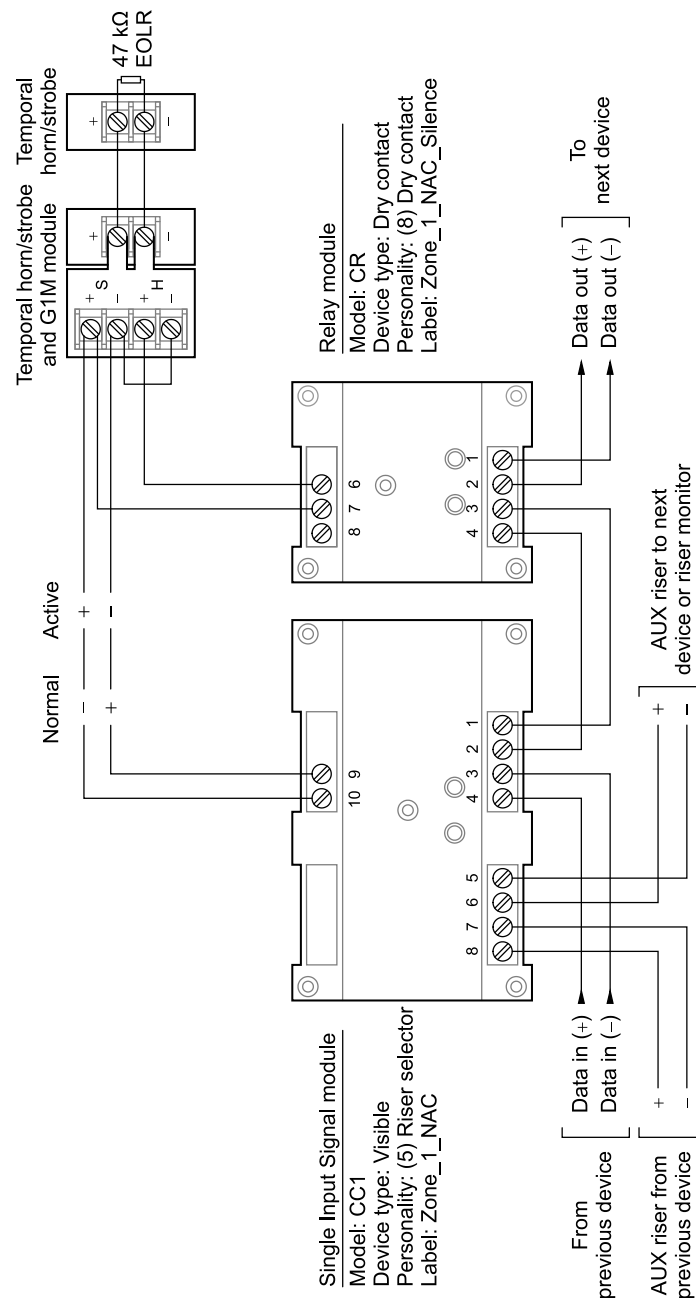 Temporal horn/strobe
and G1M module
Temporal
horn/strobe
47 kΩ
EOLR
+
−
+
−
+
S
−
+
H
−
Normal
Active
−
+
+
−
Single Input Signal module
Model: CC1
Device type: Visible
Personality: (5) Riser selector
Label: Zone_1_NAC
10
9
8
7
6
5
4
3
2
1
Relay module
Model: CR
Device type: Dry contact
Personality: (8) Dry contact
Label: Zone_1_NAC_Silence
8
7
6
4
3
2
1
From
previous device
Data in (+)
Data in (−)
Data out (+)
Data out (−)
To
next device
AUX riser from
previous device
+
−
+
−
AUX riser to next
device or riser monitor